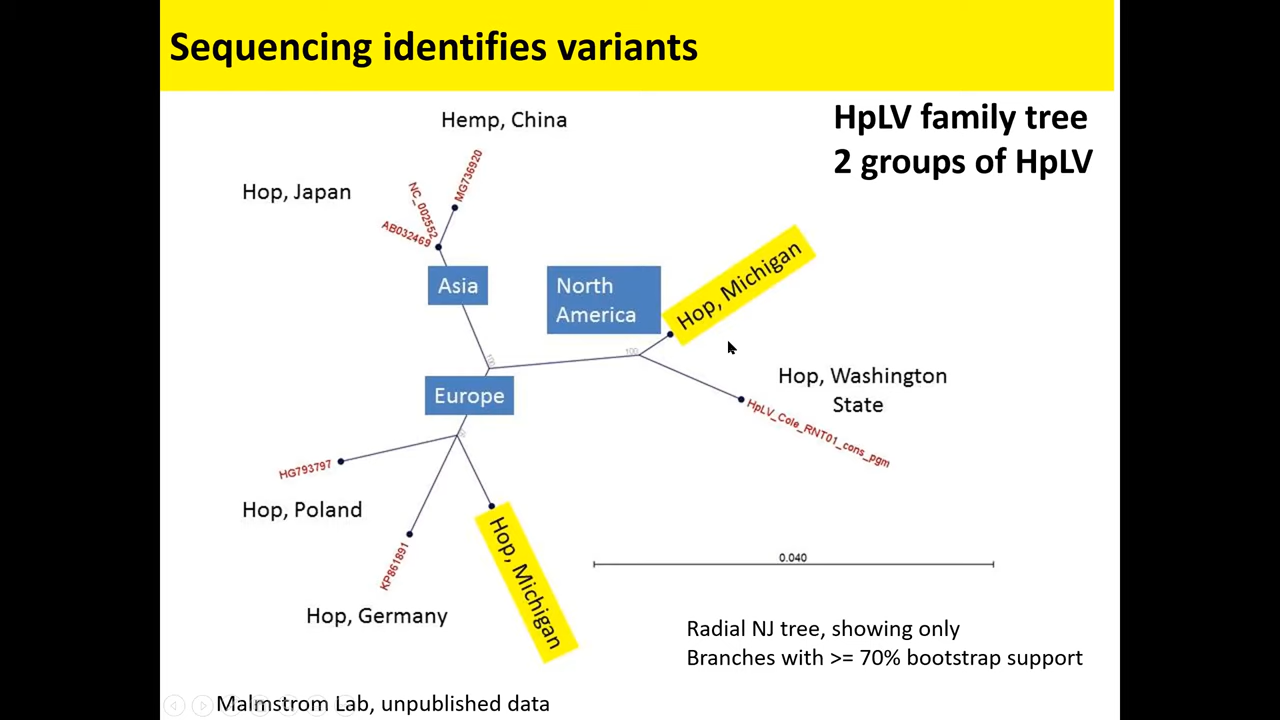 Sequencing identifies variants
HpLV family tree
2 groups of HpLV
Hemp, China
MG736920
Hop, Japan
NC_002552
AB032469
Asia
North
America
Hop, Michigan
100
100
Hop, Washington
State
HpLV_Cole_RNT01_cons_pgm
Europe
HG793797
Hop, Poland
KP861891
Hop, Germany
Hop, Michigan
0.040
Radial NJ tree, showing only
Branches with >= 70% bootstrap support
Malmstrom Lab, unpublished data